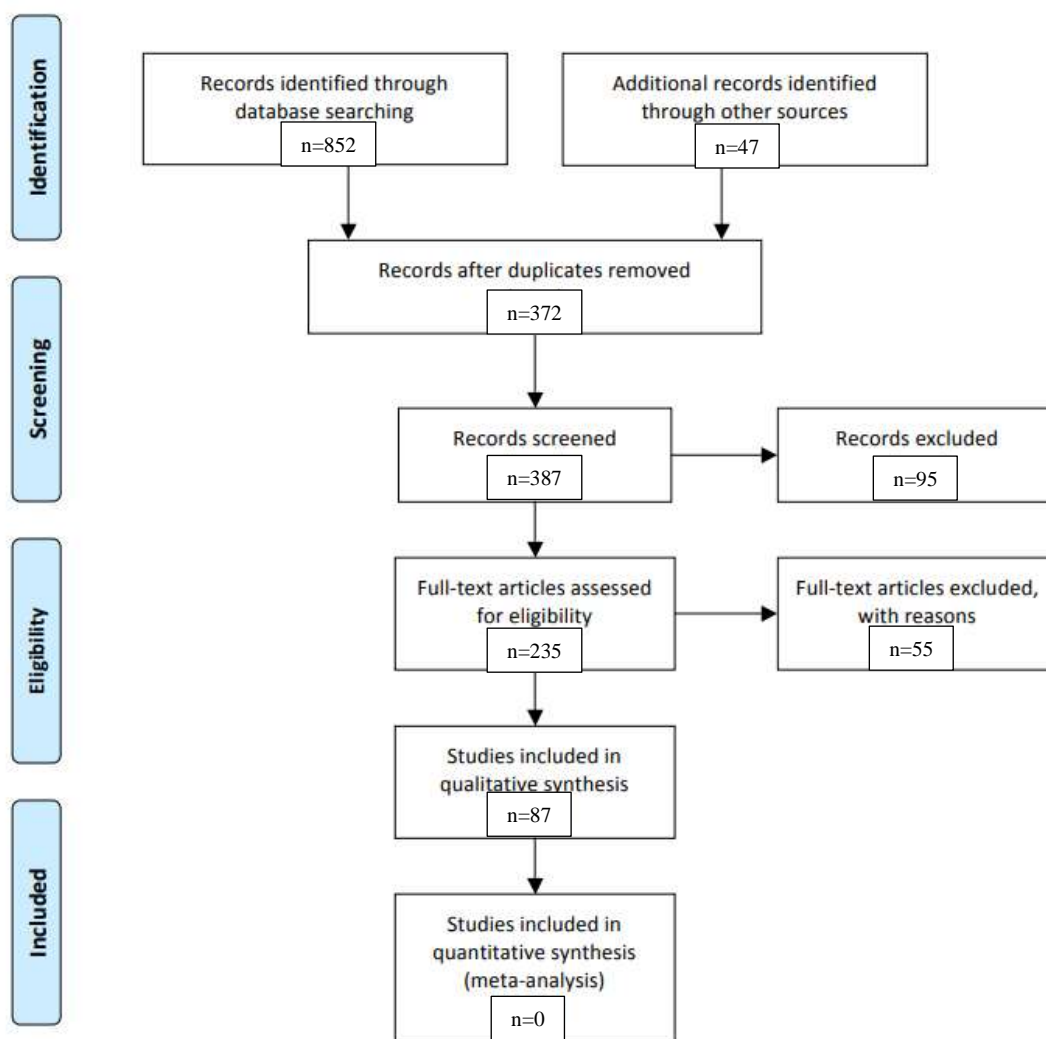 Identification
Records identified through
database searching
n=852
Additional records identified
through other sources
n=47
Screening
Records after duplicates removed
n=372
Records screened
n=387
Records excluded
n=95
Eligibility
Full-text articles assessed
for eligibility
n=235
Full-text articles excluded,
with reasons
n=55
Studies included in
qualitative synthesis
n=87
Included
Studies included in
quantitative synthesis
(meta-analysis)
n=0